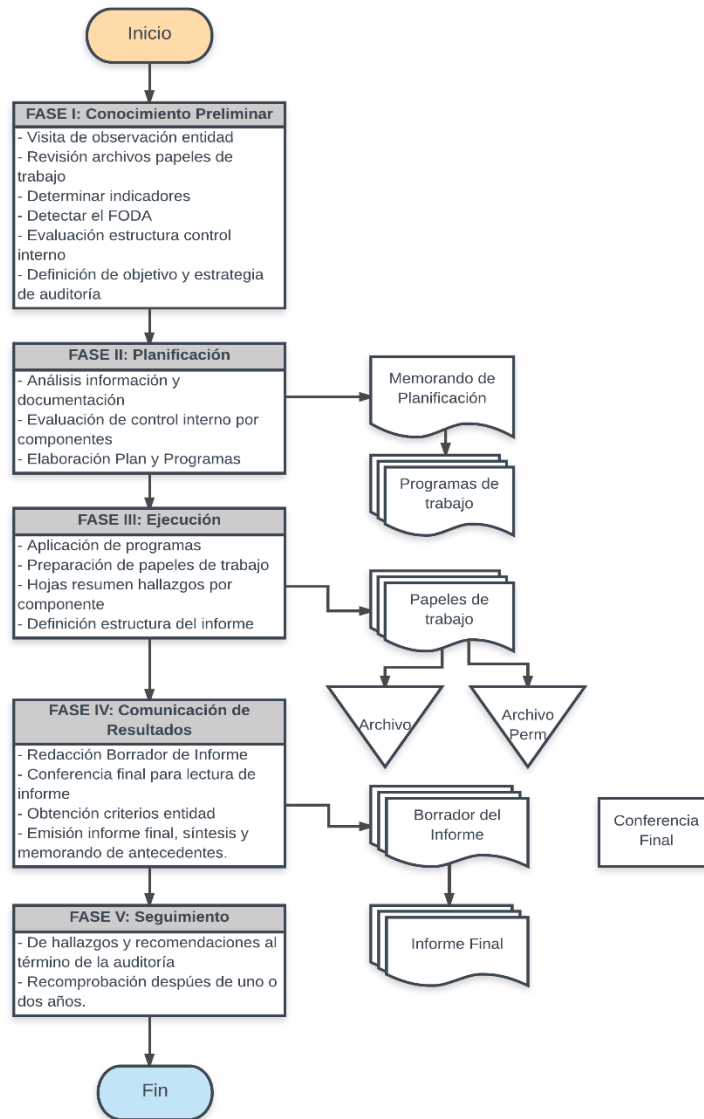 Inicio
FASE I: Conocimiento Preliminar
- Visita de observación entidad
- Revisión archivos papeles de
trabajo
- Determinar indicadores
- Detectar el FODA
- Evaluación estructura control
interno
- Definición de objetivo y estrategia
de auditoría
FASE II: Planificación
- Análisis información y
documentación
- Evaluación de control interno por
componentes
- Elaboración Plan y Programas
Memorando de
Planificación
Programas de
trabajo
FASE III: Ejecución
- Aplicación de programas
- Preparación de papeles de trabajo
- Hojas resumen hallazgos por
componente
- Definición estructura del informe
Papeles de
trabajo
Archivo
Archivo
Perm.
FASE IV: Comunicación de
Resultados
- Redacción Borrador de Informe
- Conferencia final para lectura de
informe
- Obtención criterios entidad
- Emisión informe final, síntesis y
memorando de antecedentes.
Borrador del
Informe
Conferencia
Final
Informe Final
FASE V: Seguimiento
- De hallazgos y recomendaciones al
término de la auditoría
- Recomprobación despúes de uno o
dos años.
Fin